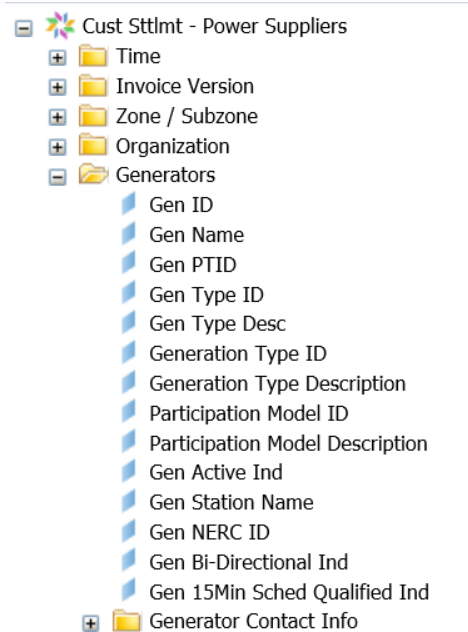 Cust Sttlmt - Power Suppliers
Time
Invoice Version
Zone / Subzone
Organization
Generators
Gen ID
Gen Name
Gen PTID
Gen Type ID
Gen Type Desc
Generation Type ID
Generation Type Description
Participation Model ID
Participation Model Description
Gen Active Ind
Gen Station Name
Gen NERC ID
Gen Bi-Directional Ind
Gen 15Min Sched Qualified Ind
Generator Contact Info